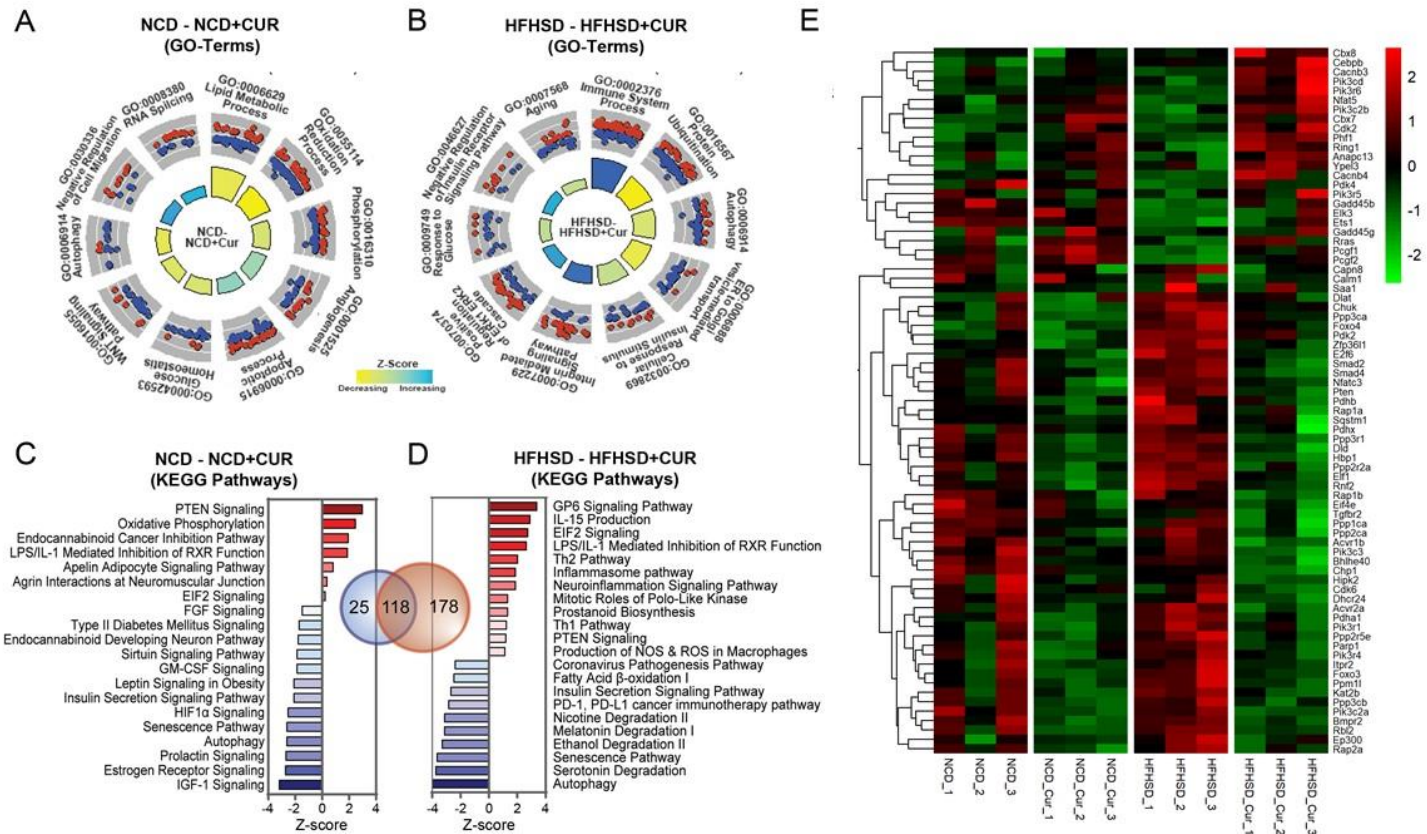 A
NCD - NCD+CUR
(GO-Terms)
GO:0006629
Lipid Metabolic
Process
GO:0055114
Oxidation
Reduction
Process
GO:0016310
Phosphorylation
GO:0001525
Angiogenesis
GO:0006915
Apoptotic
Process
GO:00042593
Glucose
Homeostatis
GO:0016055
WNT Signaling
Pathway
GO:0006914
Autophagy
GO:0030336
Negative Regulation
of Cell Migration
GO:0008380
RNA Spilcing
NCD-
NCD+Cur
B
HFHSD - HFHSD+CUR
(GO-Terms)
GO:0002376
Immune System
Process
GO:0016567
Protein
Ubiquitination
GO:0006914
Autophagy
GO:0006888
ER to Golgi
vesicle-mediated
transport
GO:0032869
Cellular
Response to
Insulin Stimulus
GO:0007229
Integrin Mediated
Signaling
Pathway
GO:0070374
Positive
Regulation
of ERK1 ERK2
Cascade
GO:0009749
Response to
Glucose
GO:0046627
Negative Regulation
of Insulin Receptor
Signaling Pathway
GO:0007568
Aging
HFHSD-
HFHSD+Cur
Z-Score
Decreasing Increasing
C
NCD - NCD+CUR
(KEGG Pathways)
PTEN Signaling
Oxidative Phosphorylation
Endocannabinoid Cancer Inhibition Pathway
LPS/IL-1 Mediated Inhibition of RXR Function
Apelin Adipocyte Signaling Pathway
Agrin Interactions at Neuromuscular Junction
EIF2 Signaling
FGF Signaling
Type II Diabetes Mellitus Signaling
Endocannabinoid Developing Neuron Pathway
Sirtuin Signaling Pathway
GM-CSF Signaling
Leptin Signaling in Obesity
Insulin Secretion Signaling Pathway
HIF1α Signaling
Senescence Pathway
Autophagy
Prolactin Signaling
Estrogen Receptor Signaling
IGF-1 Signaling
-4 -2 0 2 4
Z-score
25 118 178
D
HFHSD - HFHSD+CUR
(KEGG Pathways)
GP6 Signaling Pathway
IL-15 Production
EIF2 Signaling
LPS/IL-1 Mediated Inhibition of RXR Function
Th2 Pathway
Inflammasome pathway
Neuroinflammation Signaling Pathway
Mitotic Roles of Polo-Like Kinase
Prostanoid Biosynthesis
Th1 Pathway
PTEN Signaling
Production of NOS & ROS in Macrophages
Coronavirus Pathogenesis Pathway
Fatty Acid β-oxidation I
Insulin Secretion Signaling Pathway
PD-1, PD-L1 cancer immunotherapy pathway
Nicotine Degradation II
Melatonin Degradation I
Ethanol Degradation II
Senescence Pathway
Serotonin Degradation
Autophagy
-4 -2 0 2 4
Z-score
E
Cbx8
Cebpb
Cacnb3
Pik3cd
Pik3r6
Nfat5
Pik3c2b
Cbx7
Cdk2
Phf1
Ring1
Anapc13
Ypel3
Cacnb4
Pdk4
Pik3r5
Gadd45b
Elk3
Ets1
Gadd45g
Rras
Pcgf1
Pcgf2
Capn8
Calm1
Saa1
Dlat
Chuk
Ppp3ca
Foxo4
Pdk2
Zfp36l1
E2f6
Smad2
Smad4
Nfatc3
Pten
Pdhb
Rap1a
Sqstm1
Pdhx
Ppp3r1
Dld
Hbp1
Ppp2r2a
Elf1
Rnf2
Rap1b
Eif4e
Tgfbr2
Ppp1ca
Ppp2ca
Acvr1b
Pik3c3
Bhlhe40
Chp1
Hipk2
Cdk6
Dhcr24
Acvr2a
Pdha1
Pik3r1
Ppp2r5e
Parp1
Pik3r4
Itpr2
Foxo3
Ppm1l
Kat2b
Ppp3cb
Pik3c2a
Bmpr2
Rbl2
Ep300
Rap2a
NCD_1
NCD_2
NCD_3
NCD_Cur_1
NCD_Cur_2
NCD_Cur_3
HFHSD_1
HFHSD_2
HFHSD_3
HFHSD_Cur_1
HFHSD_Cur_2
HFHSD_Cur_3
2
1
0
-1
-2